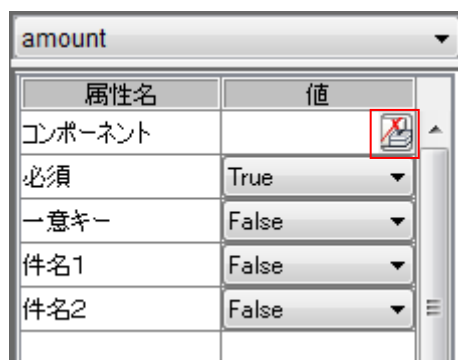 amount
属性名 値
コンポーネント
必須 True
一意キー False
件名1 False
件名2 False